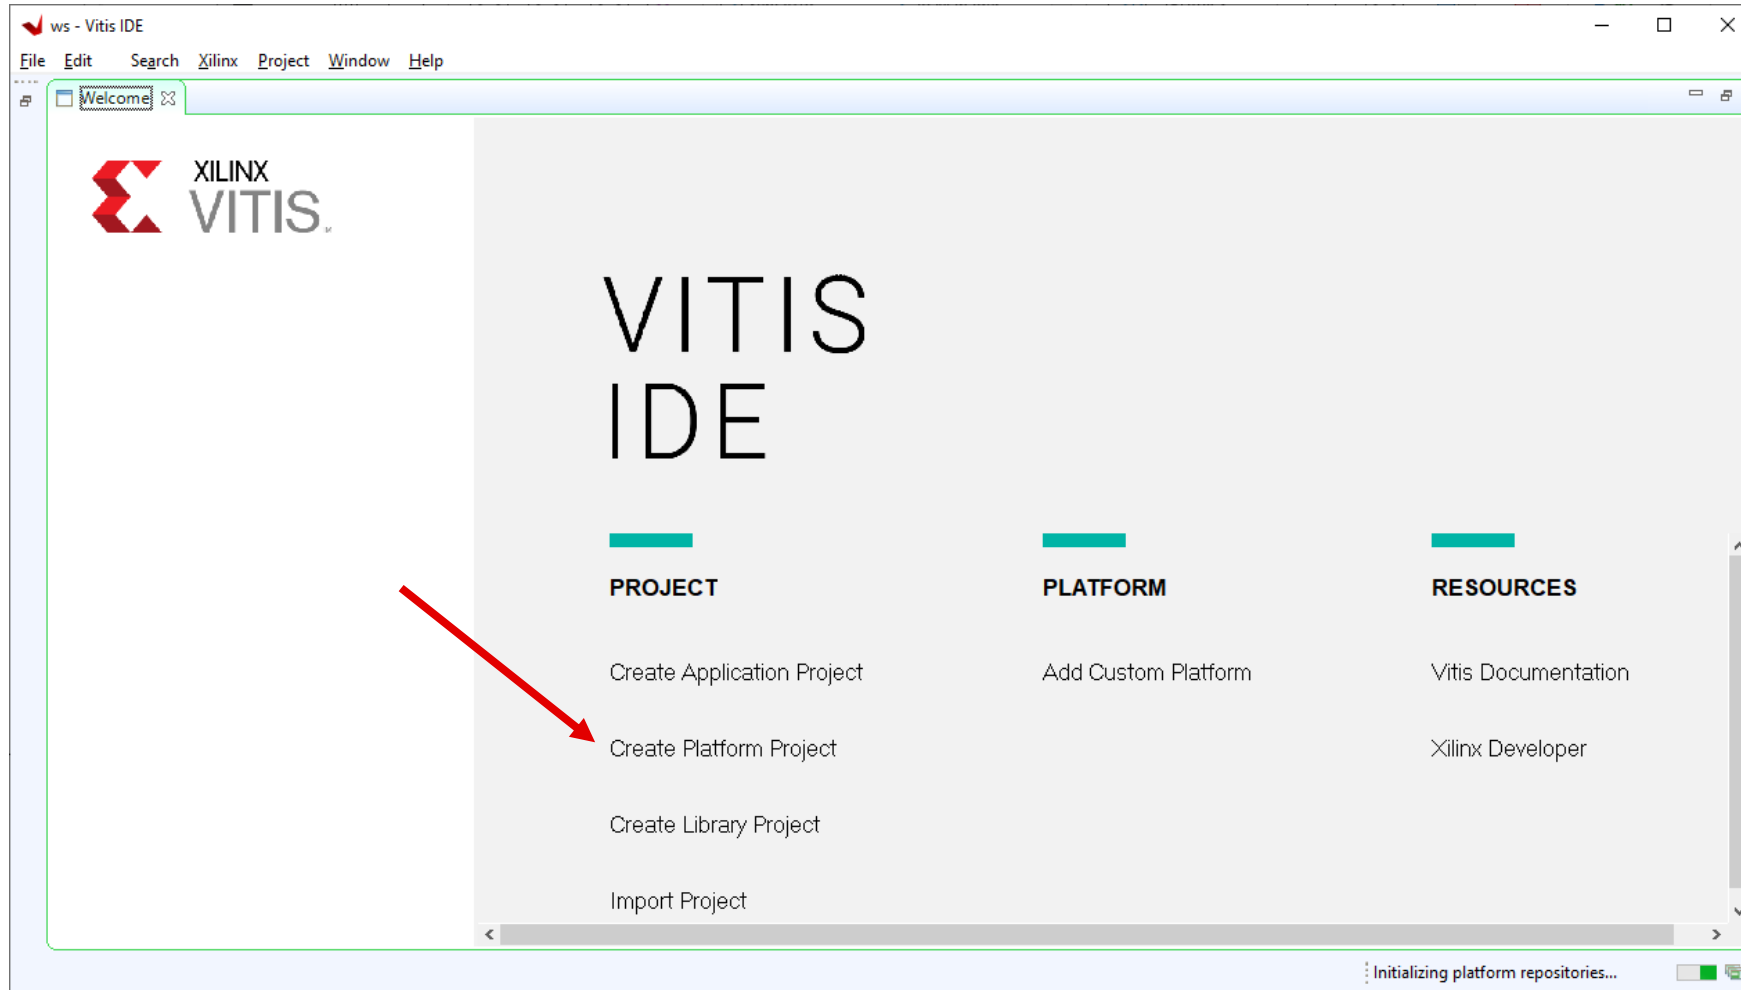 ws - Vitis IDE
File Edit Search Xilinx Project Window Help
Welcome
XILINX
VITIS
VITIS
IDE
PROJECT
Create Application Project
Create Platform Project
Create Library Project
Import Project
PLATFORM
Add Custom Platform
RESOURCES
Vitis Documentation
Xilinx Developer
Initializing platform repositories...